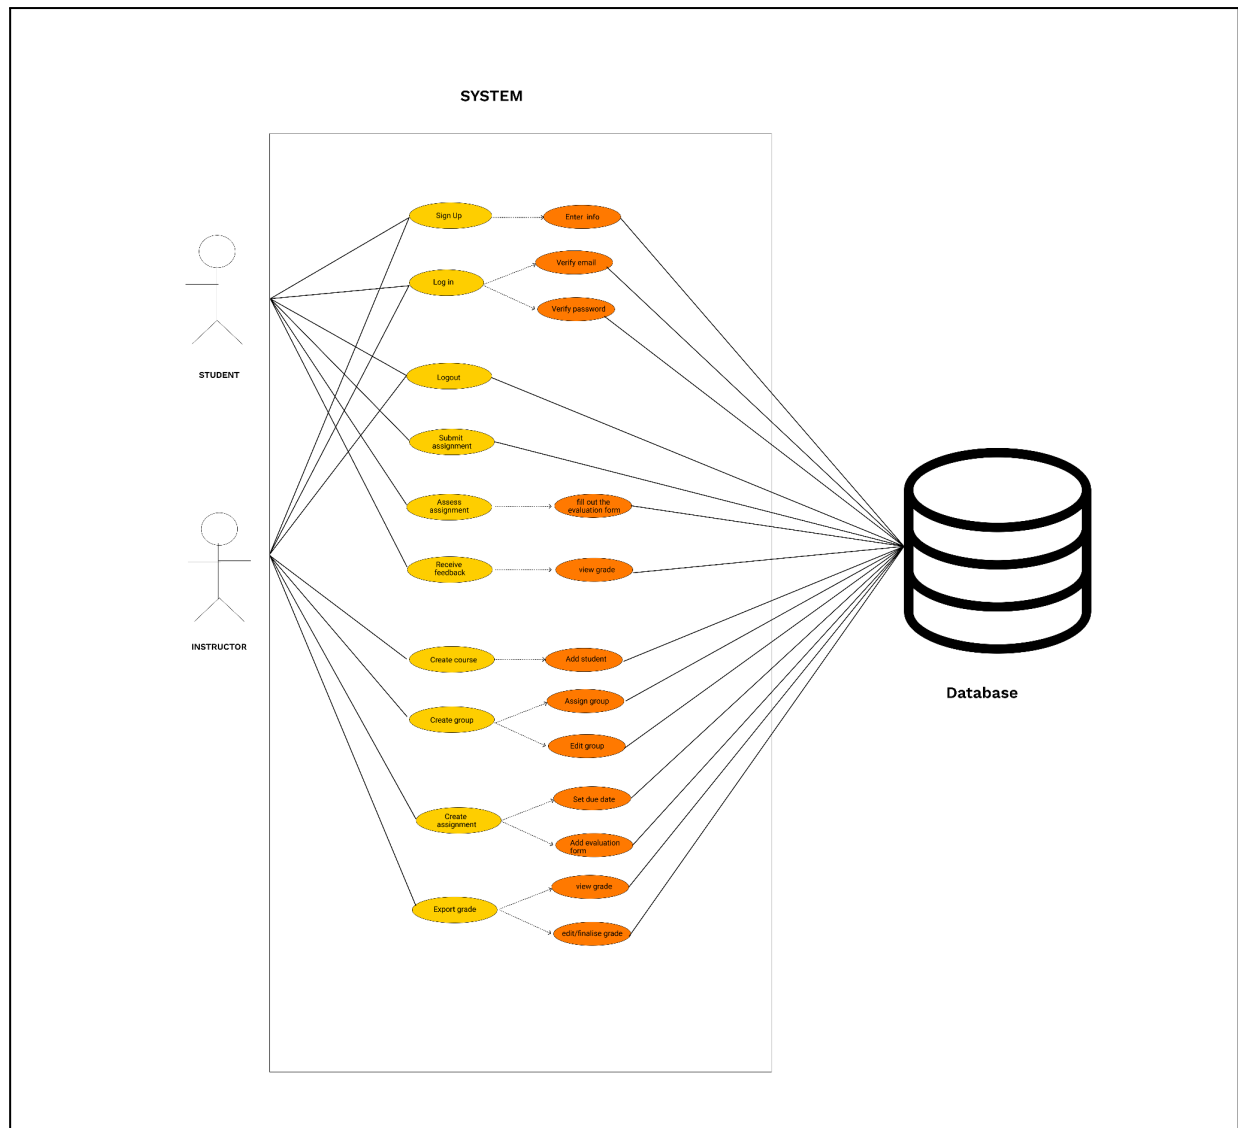 SYSTEM
Sign Up
Enter info
Verify email
Log in
Verify password
STUDENT
Logout
Submit
assignment
Assess
assignment
fill out the
evaluation form
Receive
feedback
view grade
INSTRUCTOR
Create course
Add student
Database
Create group
Assign group
Edit group
Create
assignment
Set due date
Add evaluation
form
Export grade
view grade
edit/finalise grade